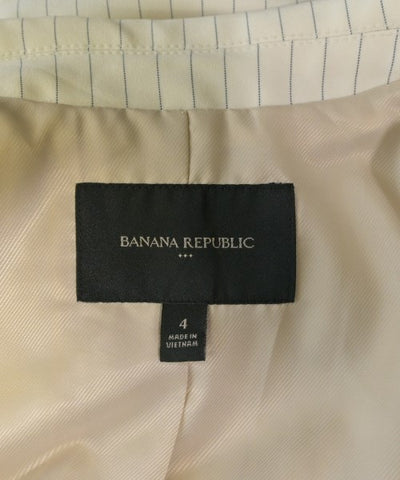 BANANA REPUBLIC
+++
4
MADE IN
VIETNAM